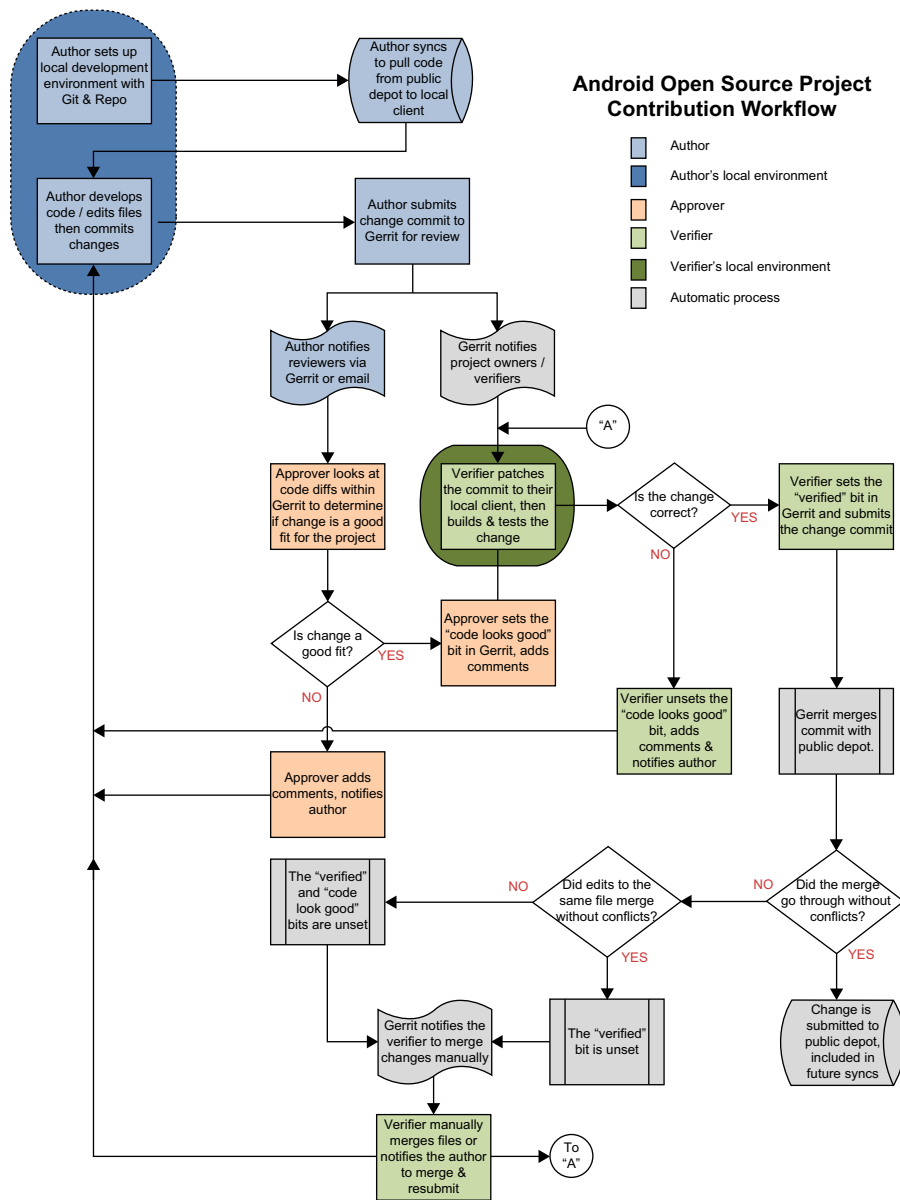 Author sets up
local development
environment with
Git & Repo
Author syncs
to pull code
from public
depot to local
client
Android Open Source Project
Contribution Workflow
Author
Author's local environment
Approver
Verifier
Verifier's local environment
Automatic process
Author develops
code / edits files
then commits
changes
Author submits
change commit to
Gerrit for review
Author notifies
reviewers via
Gerrit or email
Gerrit notifies
project owners /
verifiers
“A”
Approver looks at
code diffs within
Gerrit to determine
if change is a good
fit for the project
Verifier patches
the commit to their
local client, then
builds & tests the
change
Is the change
correct?
YES
NO
Verifier sets the
“verified” bit in
Gerrit and submits
the change commit
Is change a
good fit?
YES
NO
Approver sets the
“code looks good”
bit in Gerrit, adds
comments
Verifier unsets the
“code looks good”
bit, adds
comments &
notifies author
Gerrit merges
commit with
public depot.
Approver adds
comments, notifies
author
The “verified”
and “code
look good”
bits are unset
NO
Did edits to the
same file merge
without conflicts?
YES
NO
Did the merge
go through without
conflicts?
YES
Gerrit notifies the
verifier to merge
changes manually
The “verified”
bit is unset
Change is
submitted to
public depot,
included in
future syncs
Verifier manually
merges files or
notifies the author
to merge &
resubmit
To
“A”